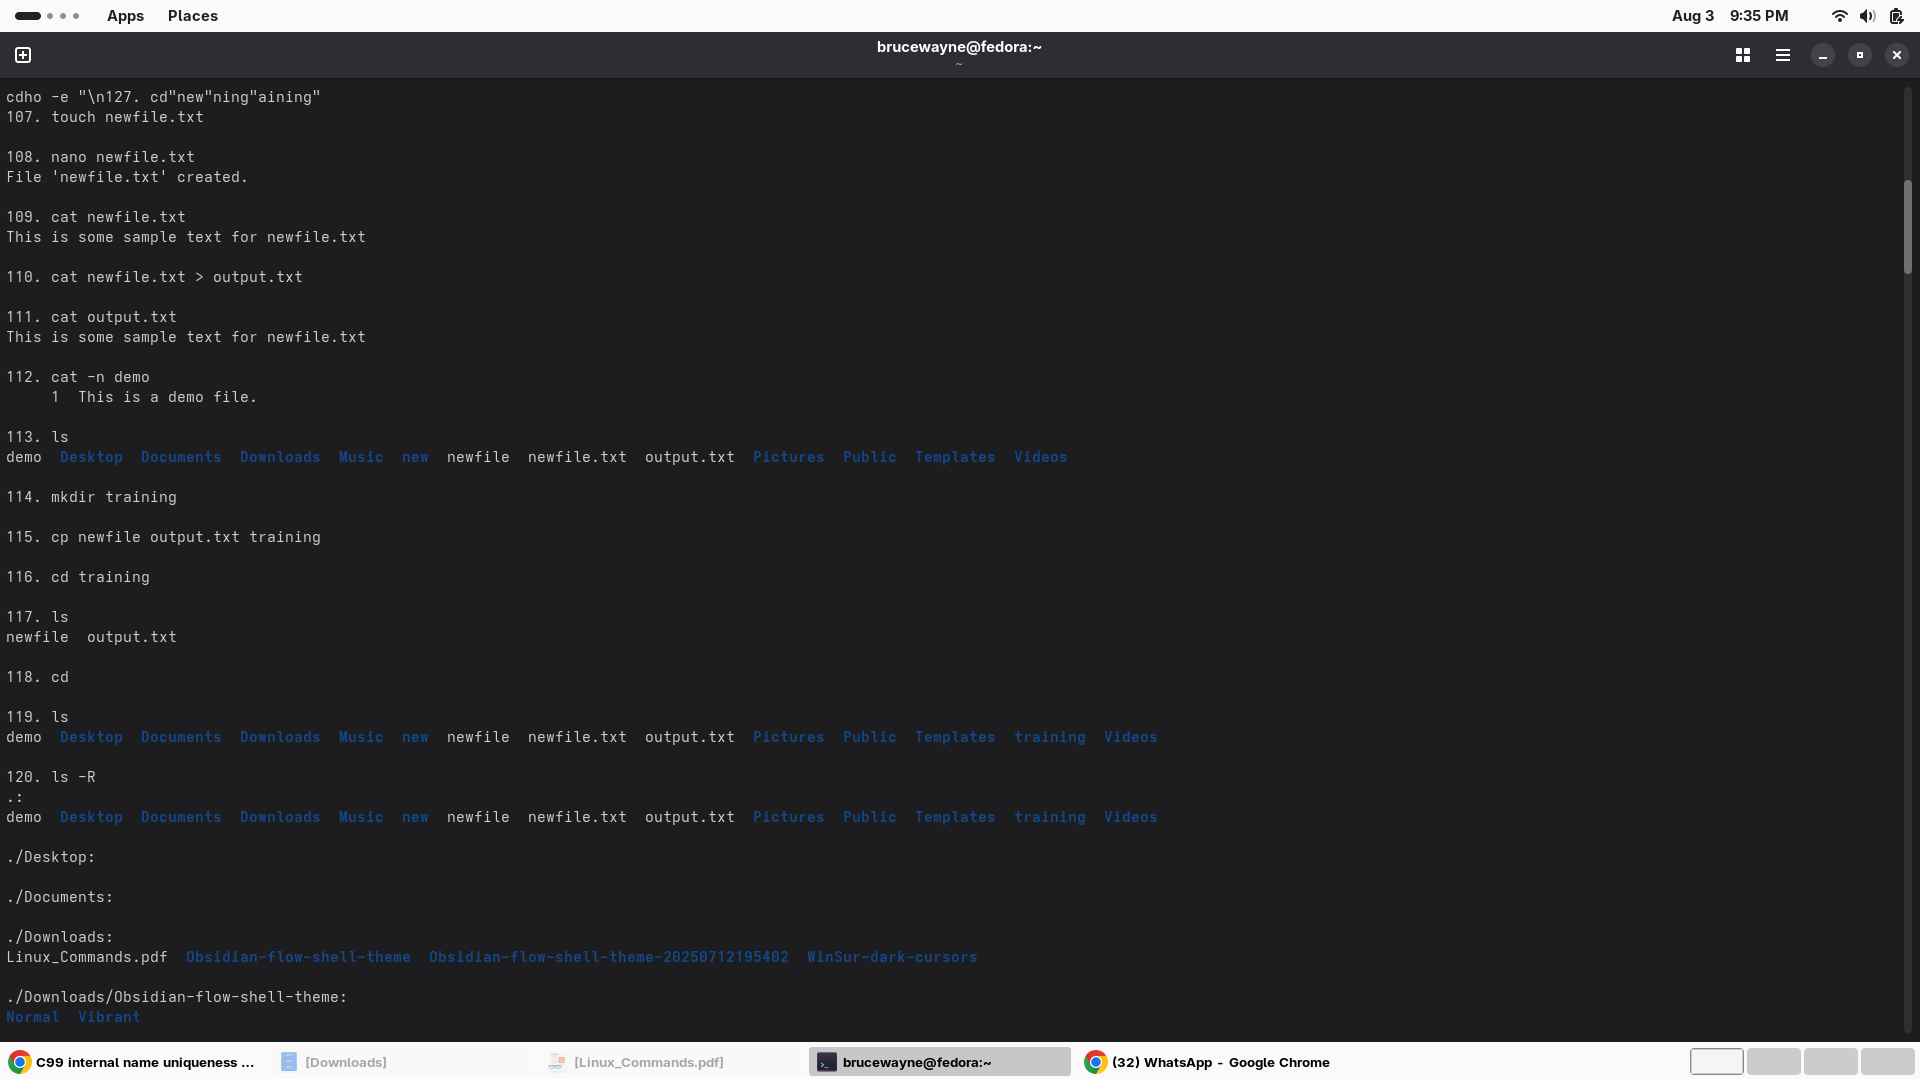 Apps Places Aug 3 9:35 PM
brucewayne@fedora:~
~
cdho -e "\n127. cd"new"ning"aining"
107. touch newfile.txt
108. nano newfile.txt
File 'newfile.txt' created.
109. cat newfile.txt
This is some sample text for newfile.txt
110. cat newfile.txt > output.txt
111. cat output.txt
This is some sample text for newfile.txt
112. cat -n demo
1 This is a demo file.
113. ls
demo Desktop Documents Downloads Music new newfile newfile.txt output.txt Pictures Public Templates Videos
114. mkdir training
115. cp newfile output.txt training
116. cd training
117. ls
newfile output.txt
118. cd
119. ls
demo Desktop Documents Downloads Music new newfile newfile.txt output.txt Pictures Public Templates training Videos
120. ls -R
.:
demo Desktop Documents Downloads Music new newfile newfile.txt output.txt Pictures Public Templates training Videos
./Desktop:
./Documents:
./Downloads:
Linux_Commands.pdf Obsidian-flow-shell-theme Obsidian-flow-shell-theme-20250712195402 WinSur-dark-cursors
./Downloads/Obsidian-flow-shell-theme:
Normal Vibrant
C99 internal name uniqueness ... [Downloads] [Linux_Commands.pdf] brucewayne@fedora:~ (32) WhatsApp - Google Chrome